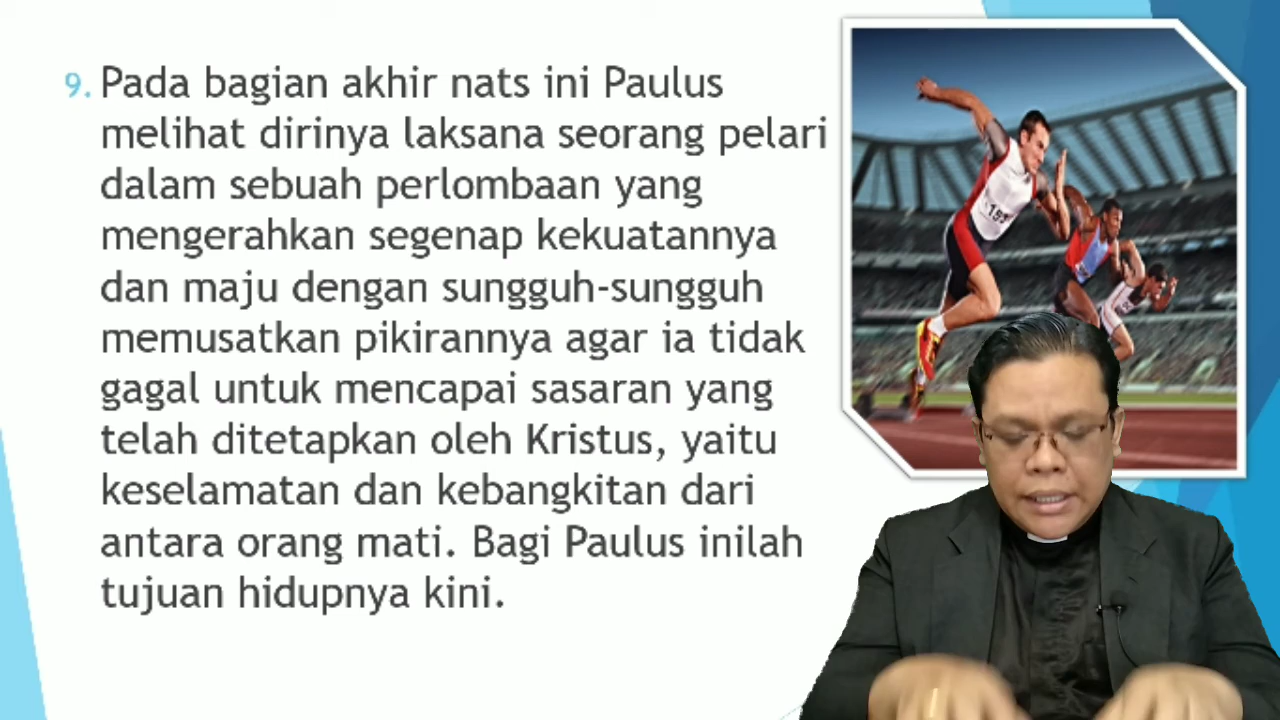 9. Pada bagian akhir nats ini Paulus
melihat dirinya laksana seorang pelari
dalam sebuah perlombaan yang
mengerahkan segenap kekuatannya
dan maju dengan sungguh-sungguh
memusatkan pikirannya agar ia tidak
gagal untuk mencapai sasaran yang
telah ditetapkan oleh Kristus, yaitu
keselamatan dan kebangkitan dari
antara orang mati. Bagi Paulus inilah
tujuan hidupnya kini.